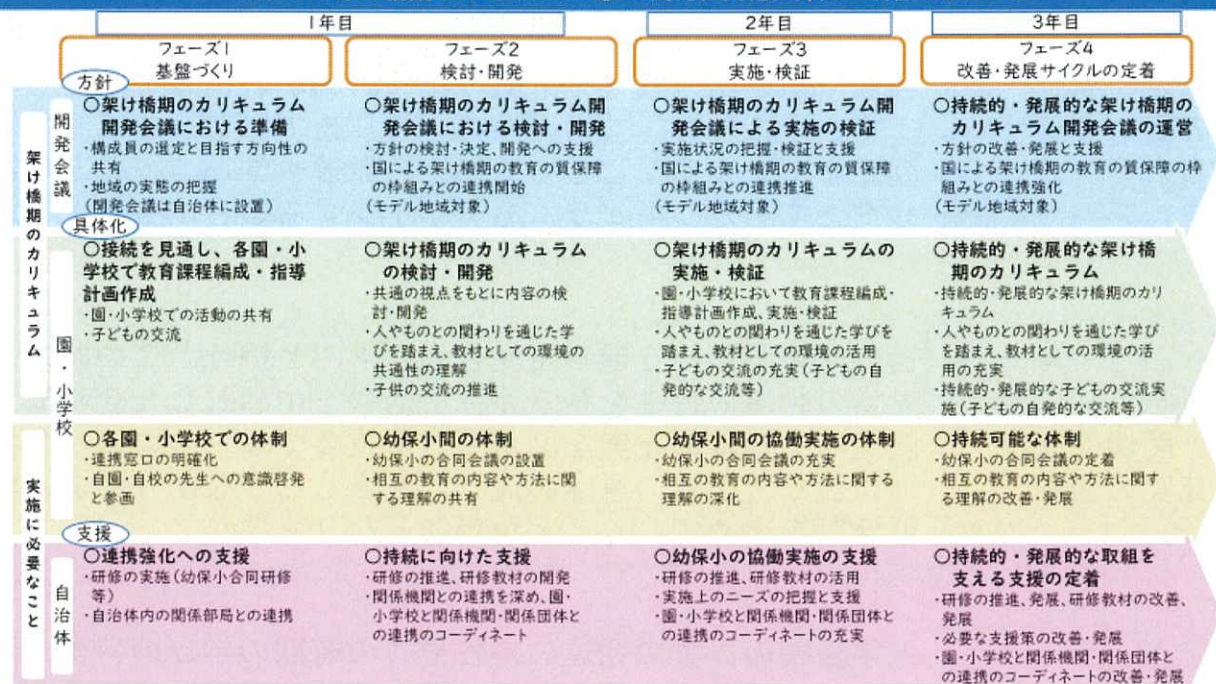 1年目
2年目
3年目
フェーズ1
基盤づくり
フェーズ2
検討・開発
フェーズ3
実施・検証
フェーズ4
改善・発展サイクルの定着
方針
架け橋期のカリキュラム
開発会議
○架け橋期のカリキュラム
開発会議における準備
・構成員の選定と目指す方向性の
共有
・地域の実態の把握
(開発会議は自治体に設置)
○架け橋期のカリキュラム開
発会議における検討・開発
・方針の検討・決定、開発への支援
・国による架け橋期の教育の質保障
の枠組みとの連携開始
(モデル地域対象)
○架け橋期のカリキュラム開
発会議による実施の検証
・実施状況の把握・検証と支援
・国による架け橋期の教育の質保障
の枠組みとの連携推進
(モデル地域対象)
○持続的・発展的な架け橋期の
カリキュラム開発会議の運営
・方針の改善・発展と支援
・国による架け橋期の教育の質保障の枠
組みとの連携強化
(モデル地域対象)
具体化
園・小学校
○接続を見通し、各園・小
学校で教育課程編成・指導
計画作成
・園・小学校での活動の共有
・子どもの交流
○架け橋期のカリキュラム
の検討・開発
・共通の視点をもとに内容の検
討・開発
・人やものとの関わりを通じた学
びを踏まえ、教材としての環境の
共通性の理解
・子供の交流の推進
○架け橋期のカリキュラムの
実施・検証
・園・小学校において教育課程編成・
指導計画作成、実施・検証
・人やものとの関わりを通じた学びを
踏まえ、教材としての環境の活用
・子どもの交流の充実(子どもの自
発的な交流等)
○持続的・発展的な架け橋
期のカリキュラム
・持続的・発展的な架け橋期のカリ
キュラム
・人やものとの関わりを通じた学び
を踏まえ、教材としての環境の活
用の充実
・持続的・発展的な子どもの交流実
施(子どもの自発的な交流等)
実施に必要なこと
○各園・小学校での体制
・連携窓口の明確化
・自園・自校の先生への意識啓発
と参画
○幼保小間の体制
・幼保小の合同会議の設置
・相互の教育の内容や方法に関
する理解の共有
○幼保小間の協働実施の体制
・幼保小の合同会議の充実
・相互の教育の内容や方法に関する
理解の深化
○持続可能な体制
・幼保小の合同会議の定着
・相互の教育の内容や方法に関す
る理解の改善・発展
支援
自治体
○連携強化への支援
・研修の実施(幼保小合同研修
等)
・自治体内の関係部局との連携
○持続に向けた支援
・研修の推進、研修教材の開発
・関係機関との連携を深め、園・
小学校と関係機関・関係団体と
の連携のコーディネート
○幼保小の協働実施の支援
・研修の推進、研修教材の活用
・実施上のニーズの把握と支援
・園・小学校と関係機関・関係団体と
の連携のコーディネートの充実
○持続的・発展的な取組を
支える支援の定着
・研修の推進、発展、研修教材の改善、
発展
・必要な支援策の改善・発展
・園・小学校と関係機関・関係団体と
の連携のコーディネートの改善・発展